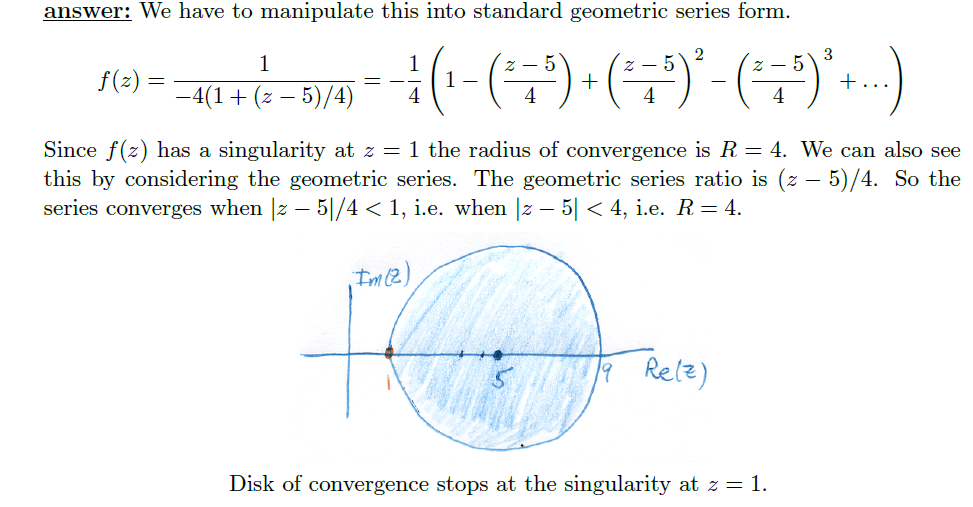 answer: We have to manipulate this into standard geometric series form.
f(z) = 1/(−4(1 + (z − 5)/4)) = −1/4 (1 − ((z − 5)/4) + ((z − 5)/4)² − ((z − 5)/4)³ + . . .)
Since f(z) has a singularity at z = 1 the radius of convergence is R = 4. We can also see
this by considering the geometric series. The geometric series ratio is (z − 5)/4. So the
series converges when |z − 5|/4 < 1, i.e. when |z − 5| < 4, i.e. R = 4.
Im(z)
1 5 9 Re(z)
Disk of convergence stops at the singularity at z = 1.